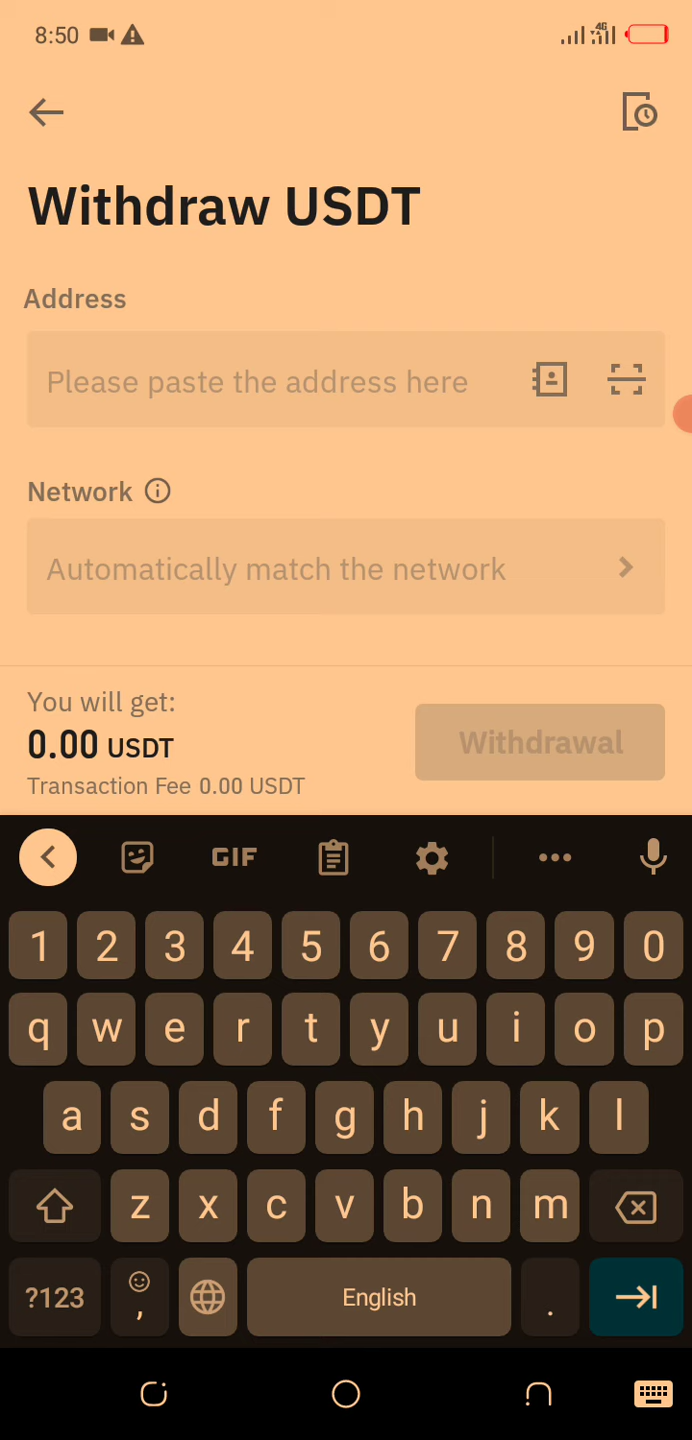 8:50
4G
Withdraw USDT
Address
Please paste the address here
Network
Automatically match the network
You will get:
0.00 USDT
Transaction Fee 0.00 USDT
Withdrawal
GIF
1 2 3 4 5 6 7 8 9 0
q w e r t y u i o p
a s d f g h j k l
z x c v b n m
?123 , English .